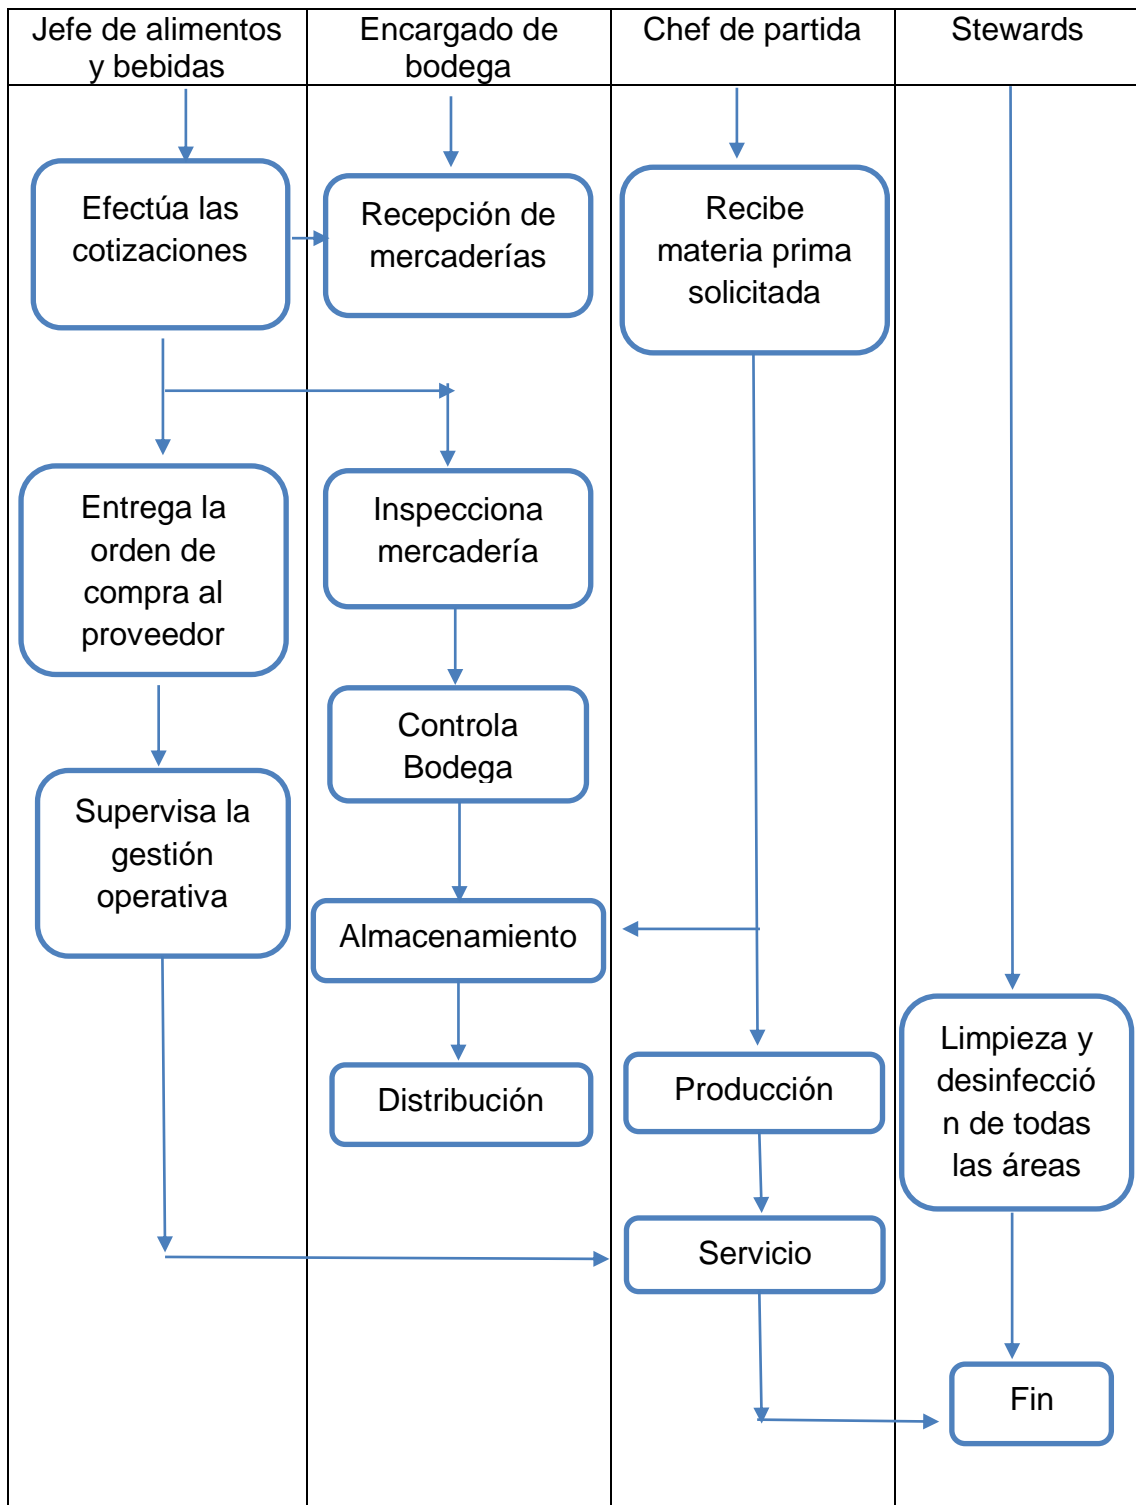 Jefe de alimentos
y bebidas
Encargado de
bodega
Chef de partida
Stewards
Efectúa las
cotizaciones
Recepción de
mercaderías
Recibe
materia prima
solicitada
Entrega la
orden de
compra al
proveedor
Inspecciona
mercadería
Controla
Bodega
Supervisa la
gestión
operativa
Almacenamiento
Distribución
Producción
Limpieza y
desinfecció
n de todas
las áreas
Servicio
Fin